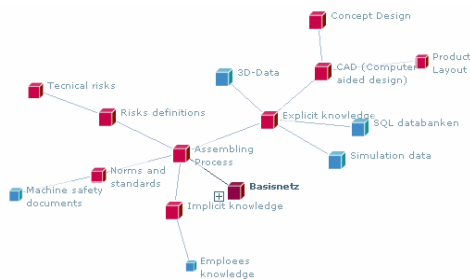 Concept Design
3D-Data
CAD (Computer
aided design)
Product
Layout
Tecnical risks
Risks definitions
Explicit knowledge
SQL databanken
Assembling
Process
Simulation data
Norms and
standards
Machine safety
documents
Basisnetz
Implicit knowledge
Emploees
knowledge